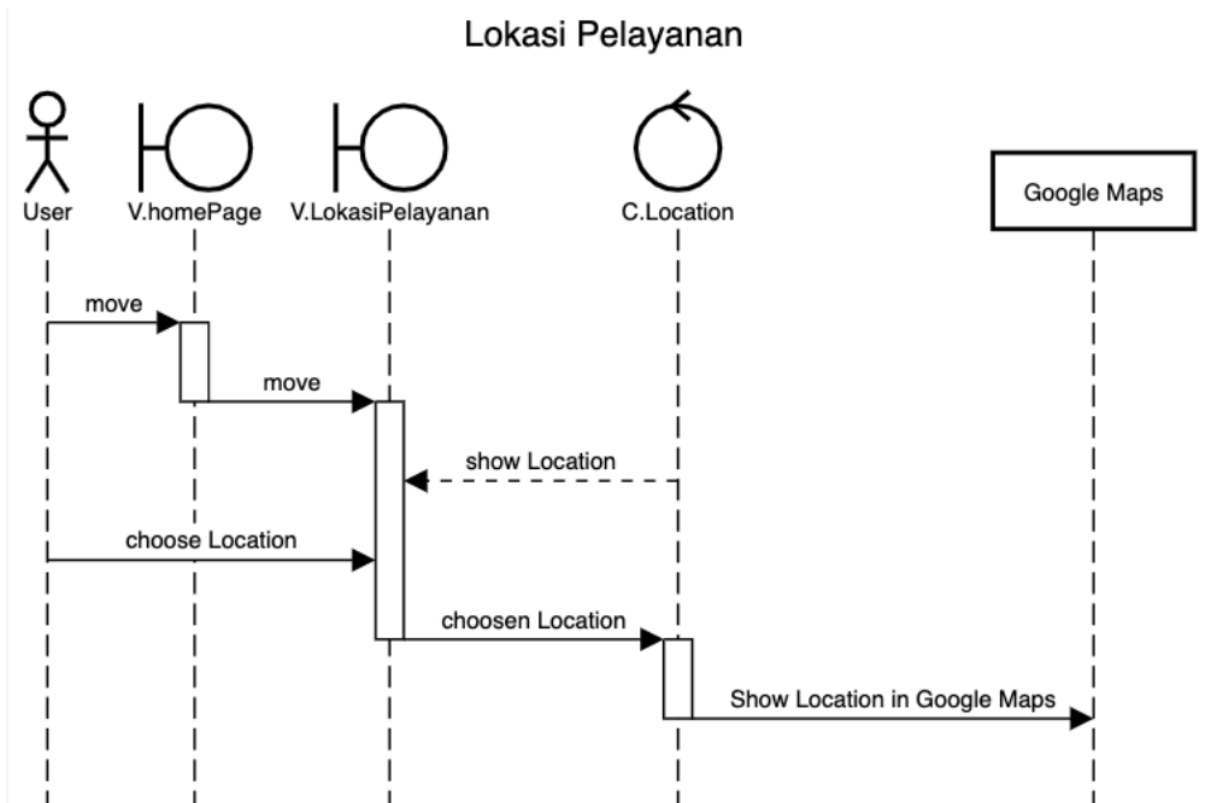 Lokasi Pelayanan
User
V.homePage
V.LokasiPelayanan
C.Location
Google Maps
move
move
show Location
choose Location
choosen Location
Show Location in Google Maps